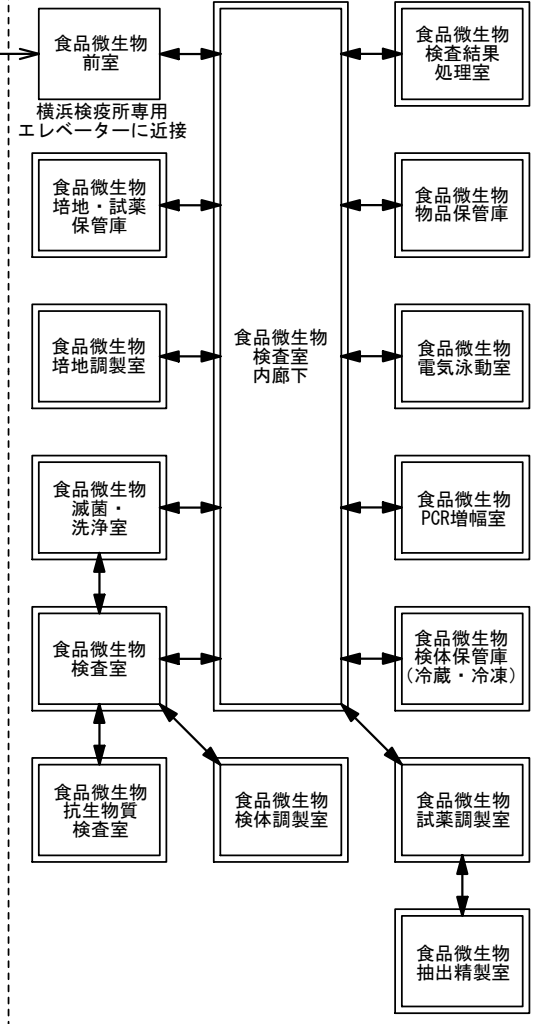 食品微生物
前室
横浜検疫所専用
エレベーターに近接
食品微生物
検査結果
処理室
食品微生物
培地・試薬
保管庫
食品微生物
物品保管庫
食品微生物
検査室
内廊下
食品微生物
培地調製室
食品微生物
電気泳動室
食品微生物
滅菌・
洗浄室
食品微生物
PCR増幅室
食品微生物
検査室
食品微生物
検体保管庫
(冷蔵・冷凍)
食品微生物
抗生物質
検査室
食品微生物
検体調製室
食品微生物
試薬調製室
食品微生物
抽出精製室